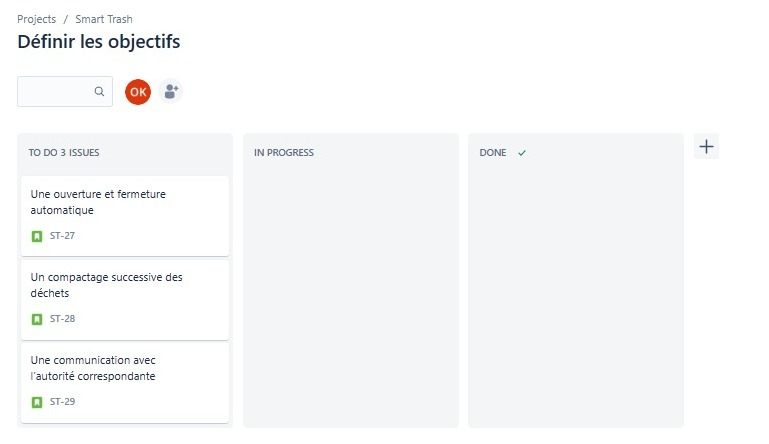 Projects / Smart Trash
Définir les objectifs
OK
TO DO 3 ISSUES
Une ouverture et fermeture
automatique
ST-27
Un compactage successive des
déchets
ST-28
Une communication avec
l'autorité correspondante
ST-29
IN PROGRESS
DONE